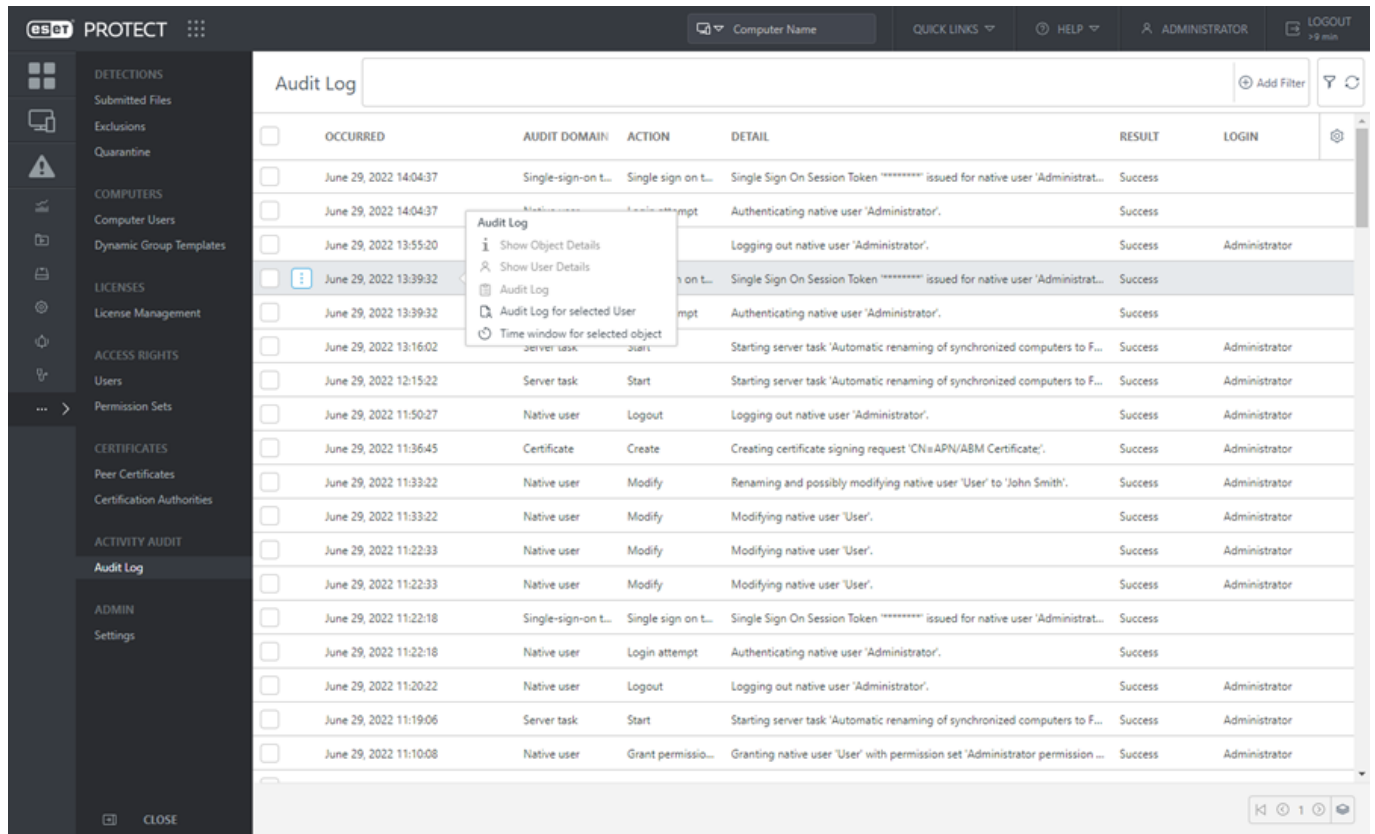 eset PROTECT
Computer Name
QUICK LINKS
HELP
ADMINISTRATOR
LOGOUT
>9 min
DETECTIONS
Submitted Files
Exclusions
Quarantine
COMPUTERS
Computer Users
Dynamic Group Templates
LICENSES
License Management
ACCESS RIGHTS
Users
Permission Sets
CERTIFICATES
Peer Certificates
Certification Authorities
ACTIVITY AUDIT
Audit Log
ADMIN
Settings
CLOSE
Audit Log
Add Filter
OCCURRED AUDIT DOMAIN ACTION DETAIL RESULT LOGIN
June 29, 2022 14:04:37 Single-sign-on t... Single sign on t... Single Sign On Session Token '********' issued for native user 'Administrat... Success
June 29, 2022 14:04:37 Native user Login attempt Authenticating native user 'Administrator'. Success
June 29, 2022 13:55:20 Logging out native user 'Administrator'. Success Administrator
June 29, 2022 13:39:32 n on t... Single Sign On Session Token '********' issued for native user 'Administrat... Success
June 29, 2022 13:39:32 mpt Authenticating native user 'Administrator'. Success
June 29, 2022 13:16:02 Server task Start Starting server task 'Automatic renaming of synchronized computers to F... Success Administrator
June 29, 2022 12:15:22 Server task Start Starting server task 'Automatic renaming of synchronized computers to F... Success Administrator
June 29, 2022 11:50:27 Native user Logout Logging out native user 'Administrator'. Success Administrator
June 29, 2022 11:36:45 Certificate Create Creating certificate signing request 'CN=APN/ABM Certificate;'. Success Administrator
June 29, 2022 11:33:22 Native user Modify Renaming and possibly modifying native user 'User' to 'John Smith'. Success Administrator
June 29, 2022 11:33:22 Native user Modify Modifying native user 'User'. Success Administrator
June 29, 2022 11:22:33 Native user Modify Modifying native user 'User'. Success Administrator
June 29, 2022 11:22:33 Native user Modify Modifying native user 'User'. Success Administrator
June 29, 2022 11:22:18 Single-sign-on t... Single sign on t... Single Sign On Session Token '********' issued for native user 'Administrat... Success
June 29, 2022 11:22:18 Native user Login attempt Authenticating native user 'Administrator'. Success
June 29, 2022 11:20:22 Native user Logout Logging out native user 'Administrator'. Success Administrator
June 29, 2022 11:19:06 Server task Start Starting server task 'Automatic renaming of synchronized computers to F... Success Administrator
June 29, 2022 11:10:08 Native user Grant permissio... Granting native user 'User' with permission set 'Administrator permission ... Success Administrator
Audit Log
Show Object Details
Show User Details
Audit Log
Audit Log for selected User
Time window for selected object
1